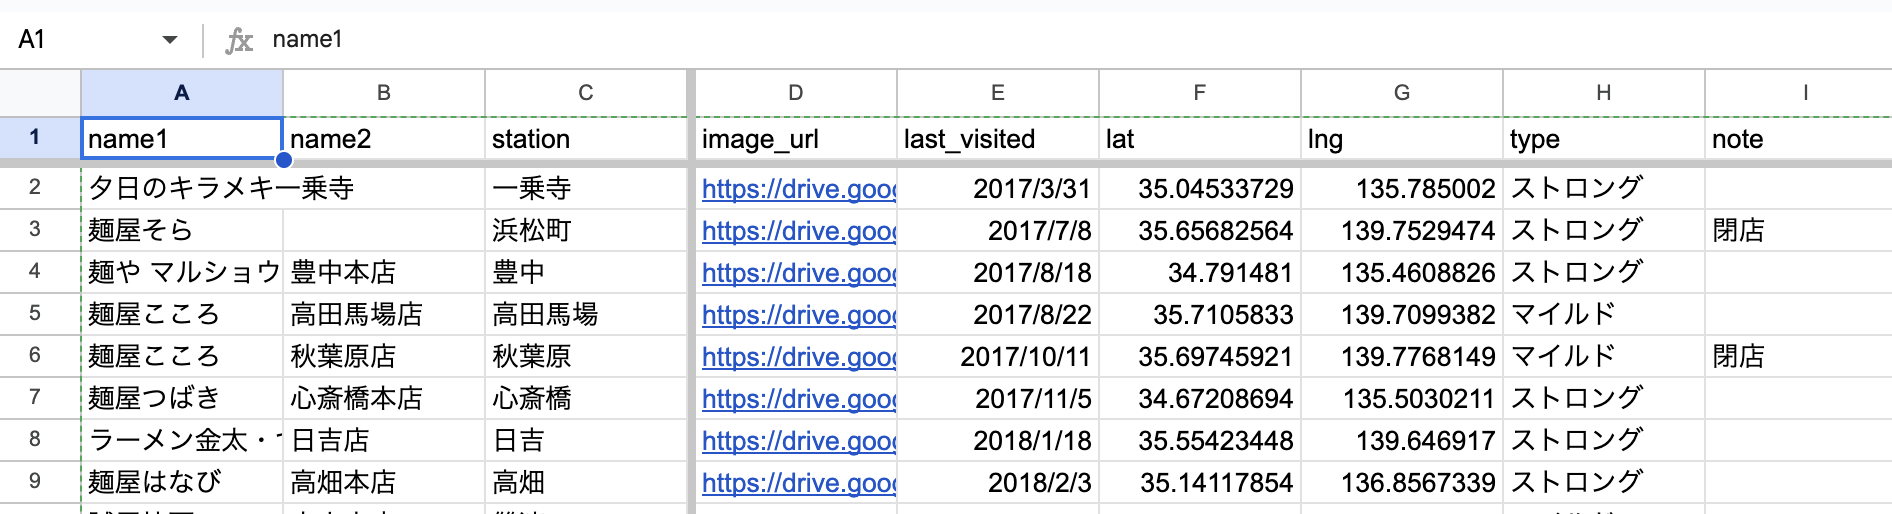 A1 fx name1
A B C D E F G H I
1 name1 name2 station image_url last_visited lat lng type note
2 夕日のキラメキ一乗寺 一乗寺 https://drive.goo 2017/3/31 35.04533729 135.785002 ストロング
3 麺屋そら 浜松町 https://drive.goo 2017/7/8 35.65682564 139.7529474 ストロング 閉店
4 麺や マルショウ 豊中本店 豊中 https://drive.goo 2017/8/18 34.791481 135.4608826 ストロング
5 麺屋こころ 高田馬場店 高田馬場 https://drive.goo 2017/8/22 35.7105833 139.7099382 マイルド
6 麺屋こころ 秋葉原店 秋葉原 https://drive.goo 2017/10/11 35.69745921 139.7768149 マイルド 閉店
7 麺屋つばき 心斎橋本店 心斎橋 https://drive.goo 2017/11/5 34.67208694 135.5030211 ストロング
8 ラーメン金太・ 日吉店 日吉 https://drive.goo 2018/1/18 35.55423448 139.646917 ストロング
9 麺屋はなび 高畑本店 高畑 https://drive.goo 2018/2/3 35.14117854 136.8567339 ストロング